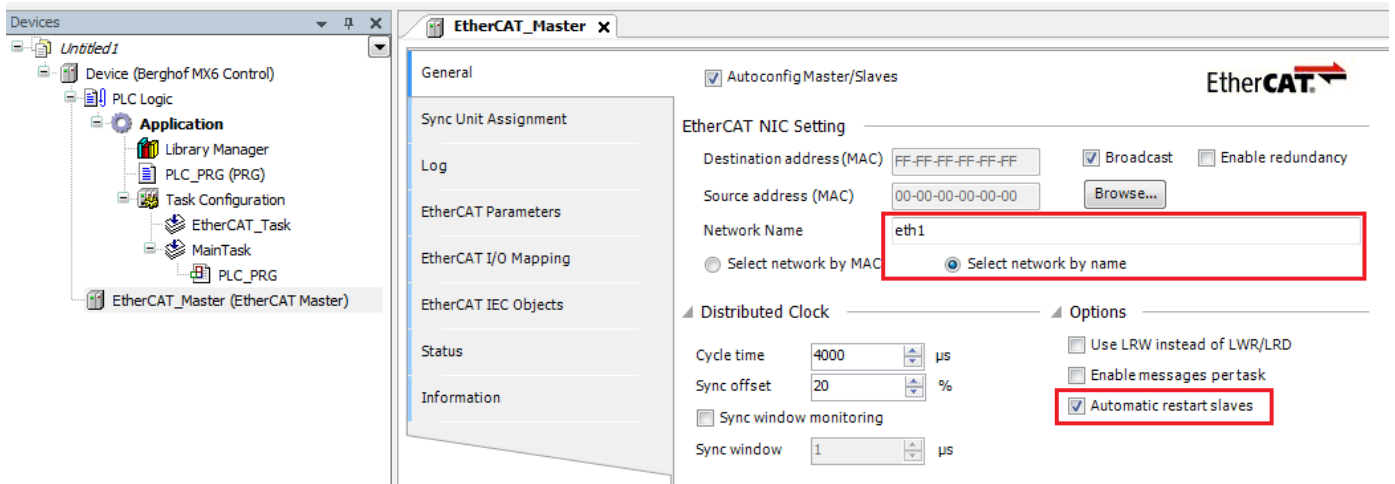 Devices
Untitled1
Device (Berghof MX6 Control)
PLC Logic
Application
Library Manager
PLC_PRG (PRG)
Task Configuration
EtherCAT_Task
MainTask
PLC_PRG
EtherCAT_Master (EtherCAT Master)
EtherCAT_Master
General
Sync Unit Assignment
Log
EtherCAT Parameters
EtherCAT I/O Mapping
EtherCAT IEC Objects
Status
Information
Autoconfig Master/Slaves
EtherCAT.
EtherCAT NIC Setting
Destination address (MAC) FF-FF-FF-FF-FF-FF Broadcast Enable redundancy
Source address (MAC) 00-00-00-00-00-00 Browse...
Network Name eth1
Select network by MAC Select network by name
Distributed Clock
Cycle time 4000 µs
Sync offset 20 %
Sync window monitoring
Sync window 1 µs
Options
Use LRW instead of LWR/LRD
Enable messages per task
Automatic restart slaves